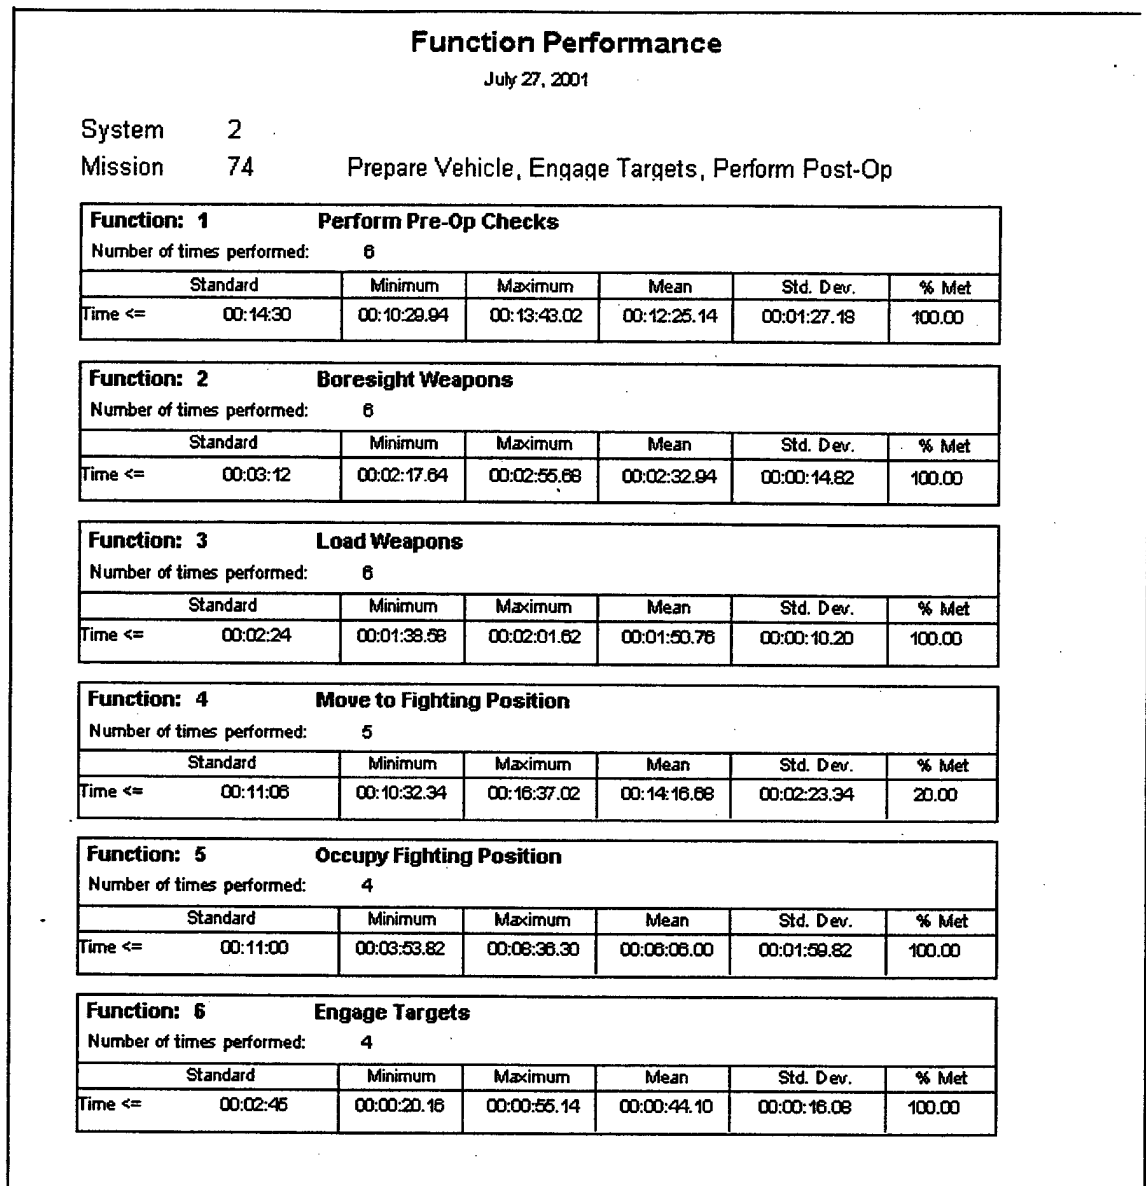 Function Performance
July 27, 2001
System 2
Mission 74 Prepare Vehicle, Engage Targets, Perform Post-Op
Function: 1 Perform Pre-Op Checks
Number of times performed: 6
Standard Minimum Maximum Mean Std. Dev. % Met
Time <= 00:14:30 00:10:29.94 00:13:43.02 00:12:25.14 00:01:27.18 100.00
Function: 2 Boresight Weapons
Number of times performed: 6
Standard Minimum Maximum Mean Std. Dev. % Met
Time <= 00:03:12 00:02:17.64 00:02:55.68 00:02:32.94 00:00:14.82 100.00
Function: 3 Load Weapons
Number of times performed: 6
Standard Minimum Maximum Mean Std. Dev. % Met
Time <= 00:02:24 00:01:38.58 00:02:01.62 00:01:50.76 00:00:10.20 100.00
Function: 4 Move to Fighting Position
Number of times performed: 5
Standard Minimum Maximum Mean Std. Dev. % Met
Time <= 00:11:06 00:10:32.34 00:16:37.02 00:14:16.68 00:02:23.34 20.00
Function: 5 Occupy Fighting Position
Number of times performed: 4
Standard Minimum Maximum Mean Std. Dev. % Met
Time <= 00:11:00 00:03:53.82 00:08:36.30 00:06:06.00 00:01:59.82 100.00
Function: 6 Engage Targets
Number of times performed: 4
Standard Minimum Maximum Mean Std. Dev. % Met
Time <= 00:02:45 00:00:20.16 00:00:55.14 00:00:44.10 00:00:16.08 100.00